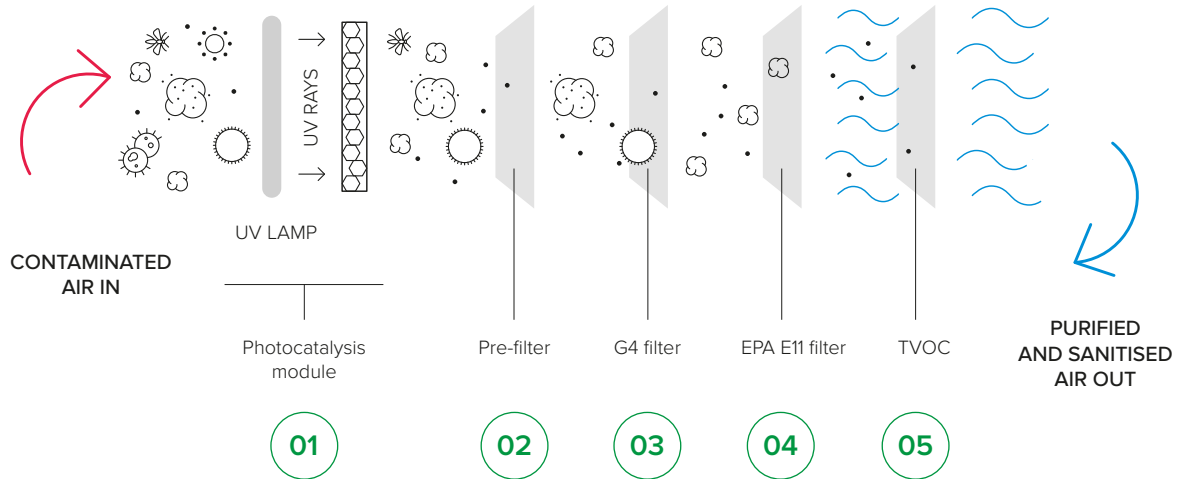 UV RAYS
UV LAMP
CONTAMINATED
AIR IN
Photocatalysis
module
Pre-filter
G4 filter
EPA E11 filter
TVOC
PURIFIED
AND SANITISED
AIR OUT
01
02
03
04
05